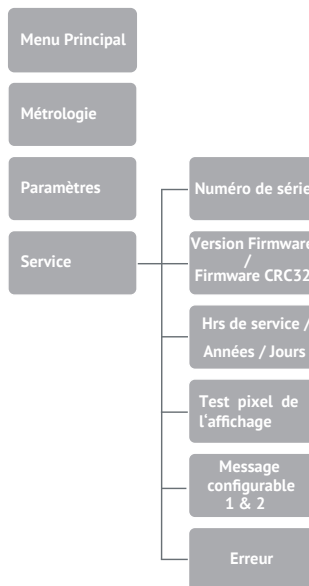 Menu Principal
Métrologie
Paramètres
Service
Numéro de série
Version Firmware
/
Firmware CRC32
Hrs de service /
Années / Jours
Test pixel de
l‘affichage
Message
configurable
1 & 2
Erreur